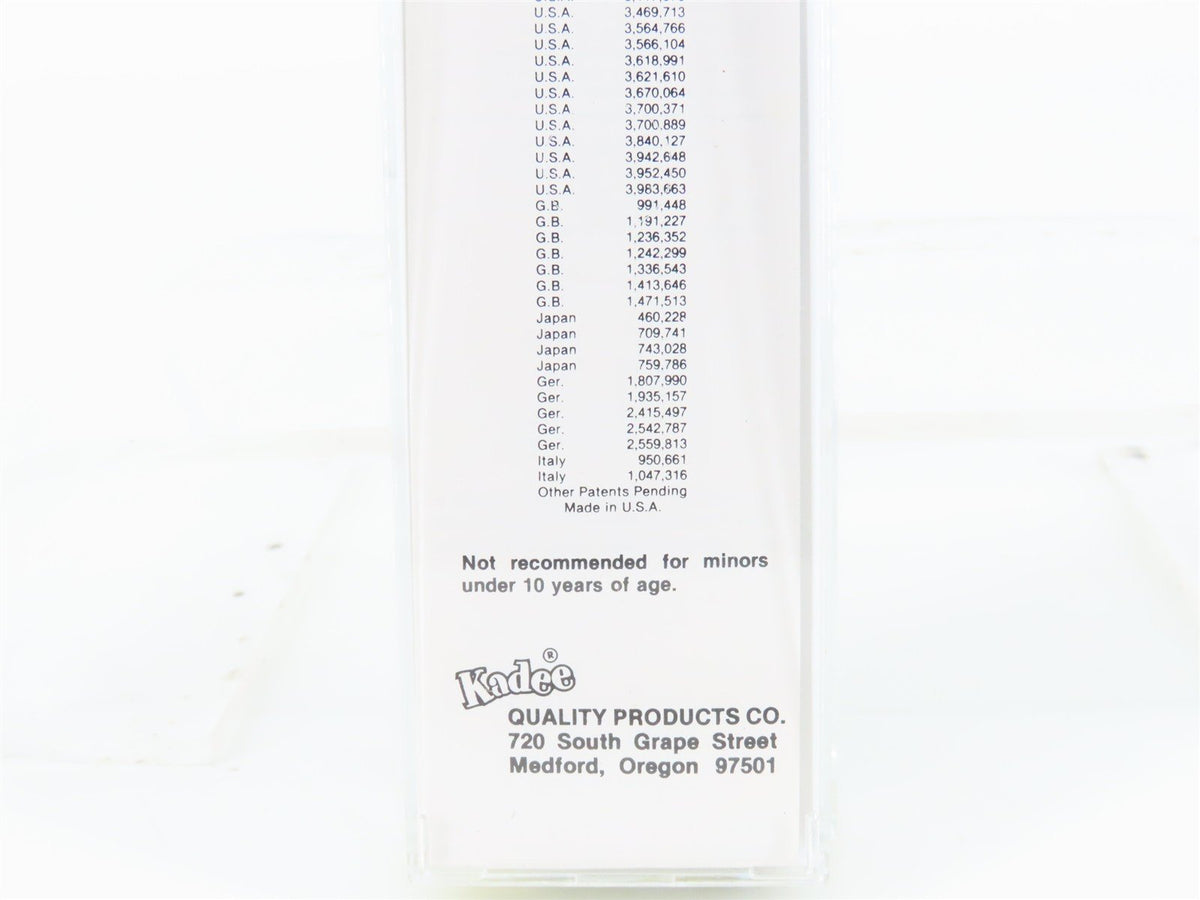 U.S.A. 3,469,713
U.S.A. 3,564,766
U.S.A. 3,566,104
U.S.A. 3,618,991
U.S.A. 3,621,610
U.S.A. 3,670,064
U.S.A. 3,700,371
U.S.A. 3,700.889
U.S.A. 3,840,127
U.S.A. 3,942,648
U.S.A. 3,952,450
U.S.A. 3.983,663
G.B. 991,448
G.B. 1,191,227
G.B. 1,236,352
G.B. 1,242,299
G.B. 1,336,543
G.B. 1,413,646
G.B. 1,471,513
Japan 460,228
Japan 709,741
Japan 743,028
Japan 759,786
Ger. 1,807,990
Ger. 1,935,157
Ger. 2,415,497
Ger. 2,542,787
Ger. 2,559,813
Italy 950,661
Italy 1,047,316
Other Patents Pending
Made in U.S.A.
Not recommended for minors
under 10 years of age.
Kadee ®
QUALITY PRODUCTS CO.
720 South Grape Street
Medford, Oregon 97501